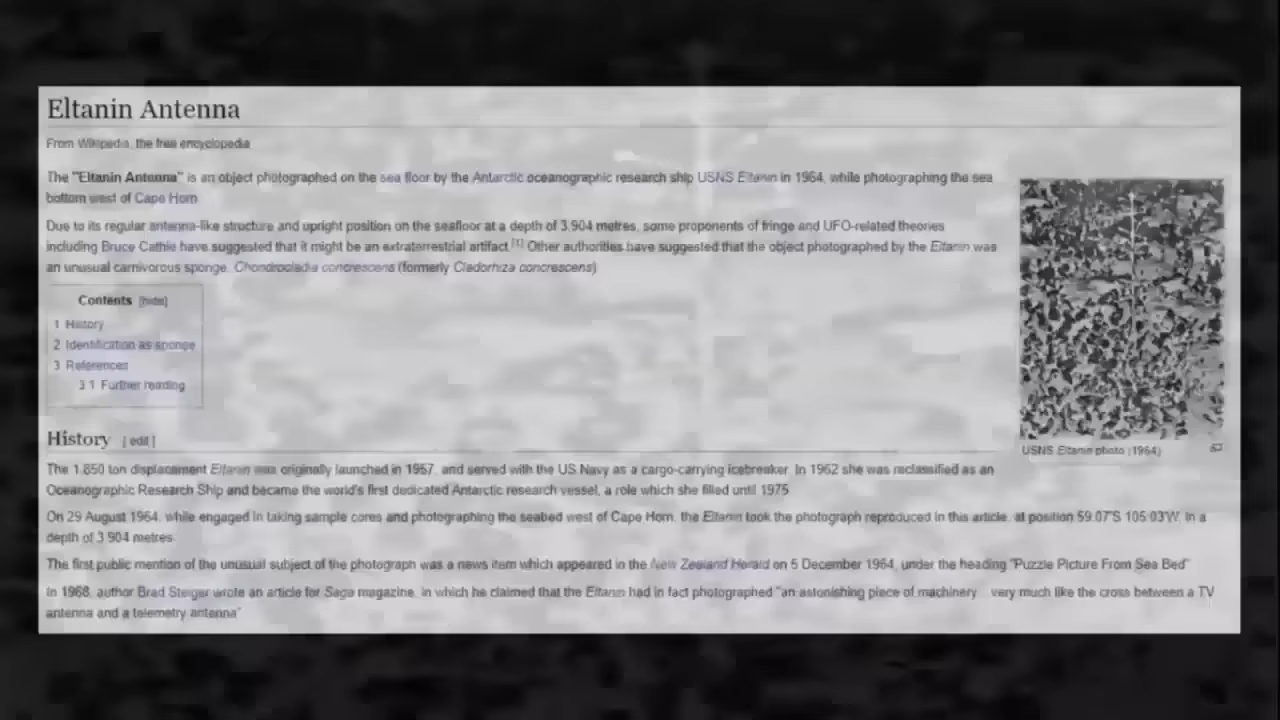 Eltanin Antenna
From Wikipedia, the free encyclopedia
The "Eltanin Antenna" is an object photographed on the sea floor by the Antarctic oceanographic research ship USNS Eltanin in 1964, while photographing the sea
bottom west of Cape Horn
Due to its regular antenna-like structure and upright position on the seafloor at a depth of 3,904 metres, some proponents of fringe and UFO-related theories
including Bruce Cathie have suggested that it might be an extraterrestrial artifact.[1] Other authorities have suggested that the object photographed by the Eltanin was
an unusual carnivorous sponge, Chondrocladia concrescens (formerly Cladorhiza concrescens)
Contents [hide]
1 History
2 Identification as sponge
3 References
3.1 Further reading
USNS Eltanin photo (1964)
History [edit]
The 1,850 ton displacement Eltanin was originally launched in 1957, and served with the US Navy as a cargo-carrying icebreaker. In 1962 she was reclassified as an
Oceanographic Research Ship and became the world's first dedicated Antarctic research vessel, a role which she filled until 1975
On 29 August 1964, while engaged in taking sample cores and photographing the seabed west of Cape Horn, the Eltanin took the photograph reproduced in this article, at position 59.07'S 105.03'W, in a
depth of 3,904 metres
The first public mention of the unusual subject of the photograph was a news item which appeared in the New Zealand Herald on 5 December 1964, under the heading "Puzzle Picture From Sea Bed"
In 1968, author Brad Steiger wrote an article for Saga magazine, in which he claimed that the Eltanin had in fact photographed "an astonishing piece of machinery... very much like the cross between a TV
antenna and a telemetry antenna"